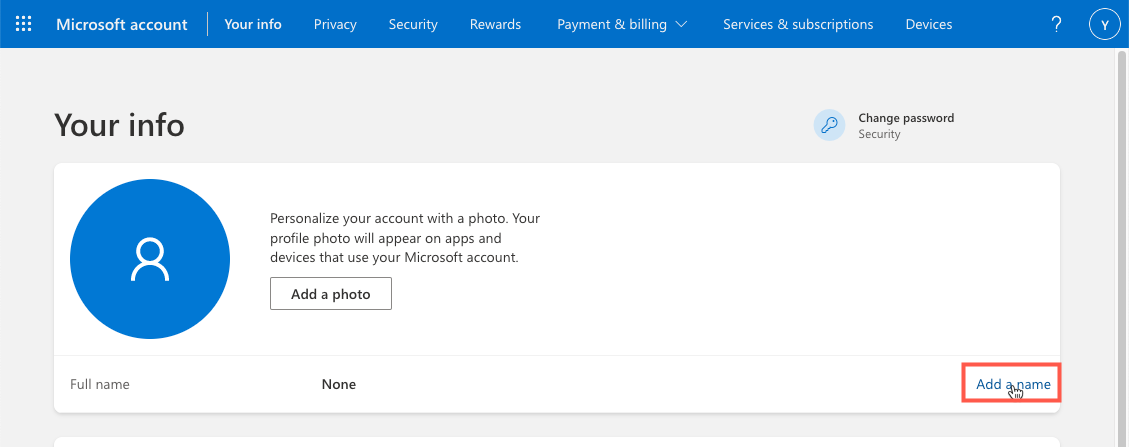 Microsoft account Your info Privacy Security Rewards Payment & billing Services & subscriptions Devices ? Y
Your info
Change password
Security
Personalize your account with a photo. Your
profile photo will appear on apps and
devices that use your Microsoft account.
Add a photo
Full name None Add a name